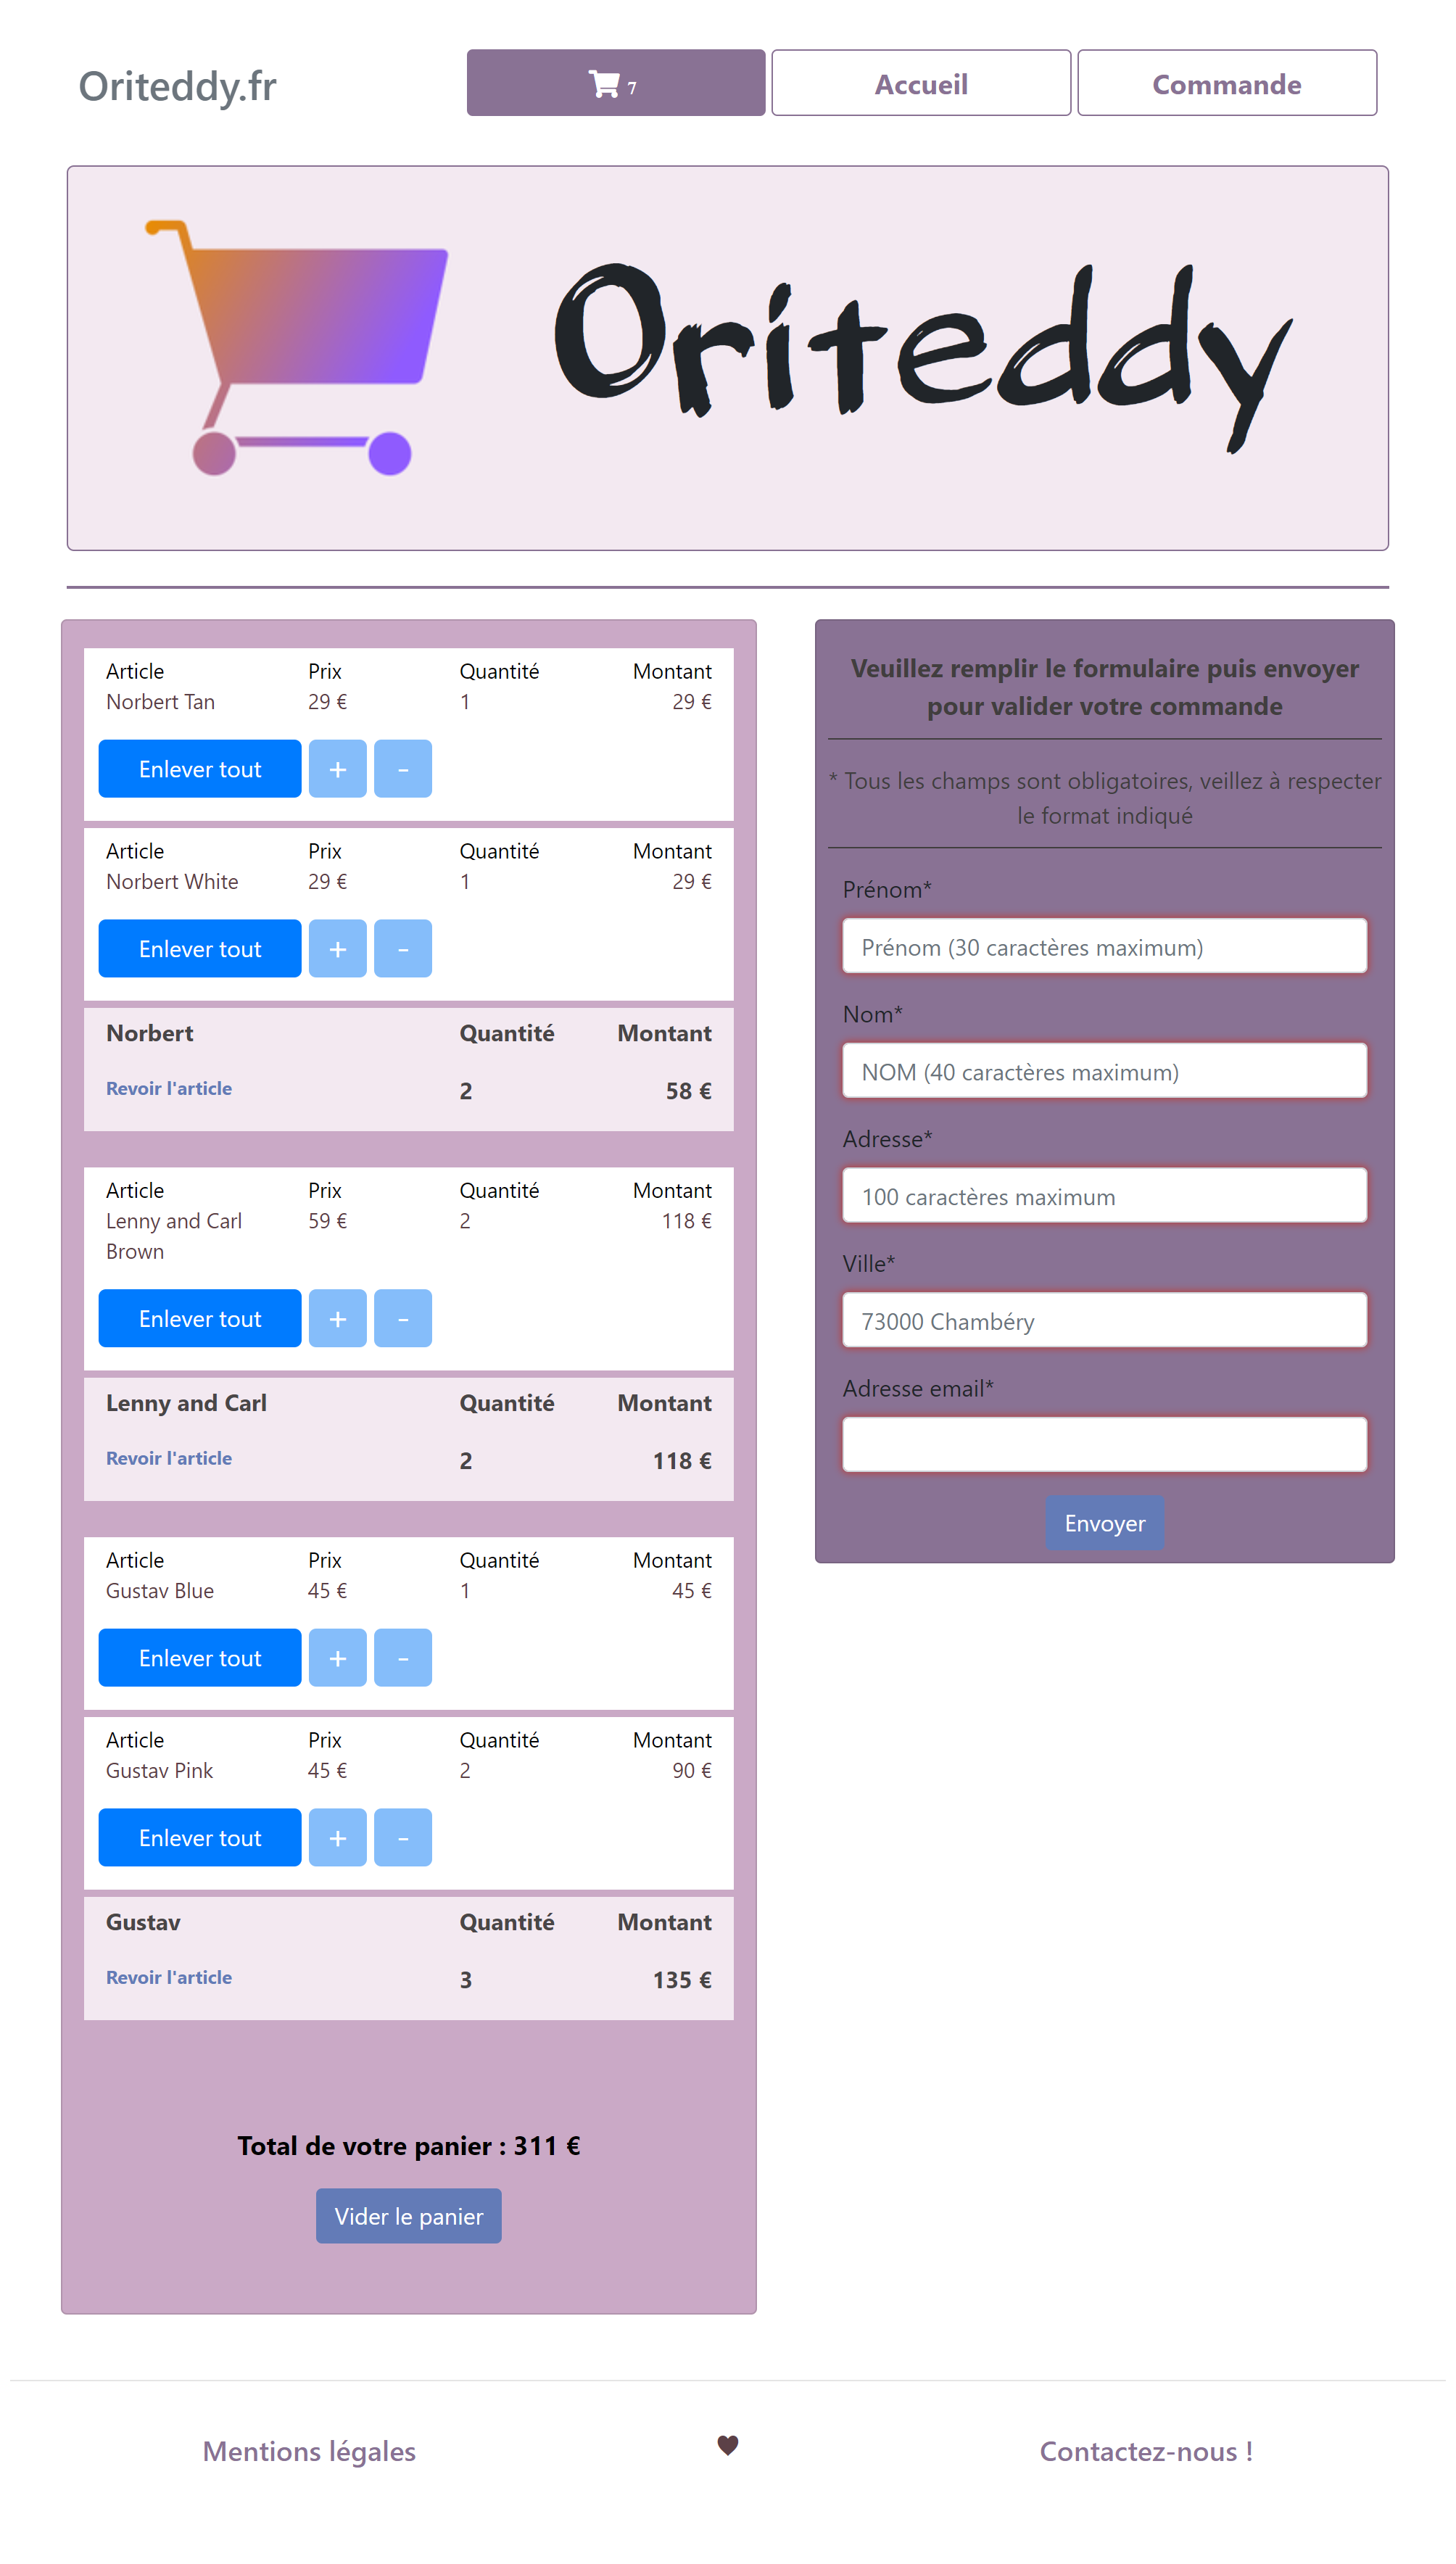 Oriteddy.fr
7
Accueil
Commande
Oriteddy
Article Prix Quantité Montant
Norbert Tan 29 € 1 29 €
Enlever tout + -
Article Prix Quantité Montant
Norbert White 29 € 1 29 €
Enlever tout + -
Norbert Quantité Montant
Revoir l'article 2 58 €
Article Prix Quantité Montant
Lenny and Carl 59 € 2 118 €
Brown
Enlever tout + -
Lenny and Carl Quantité Montant
Revoir l'article 2 118 €
Article Prix Quantité Montant
Gustav Blue 45 € 1 45 €
Enlever tout + -
Article Prix Quantité Montant
Gustav Pink 45 € 2 90 €
Enlever tout + -
Gustav Quantité Montant
Revoir l'article 3 135 €
Total de votre panier : 311 €
Vider le panier
Veuillez remplir le formulaire puis envoyer
pour valider votre commande
* Tous les champs sont obligatoires, veillez à respecter
le format indiqué
Prénom*
Prénom (30 caractères maximum)
Nom*
NOM (40 caractères maximum)
Adresse*
100 caractères maximum
Ville*
73000 Chambéry
Adresse email*
Envoyer
Mentions légales
Contactez-nous !